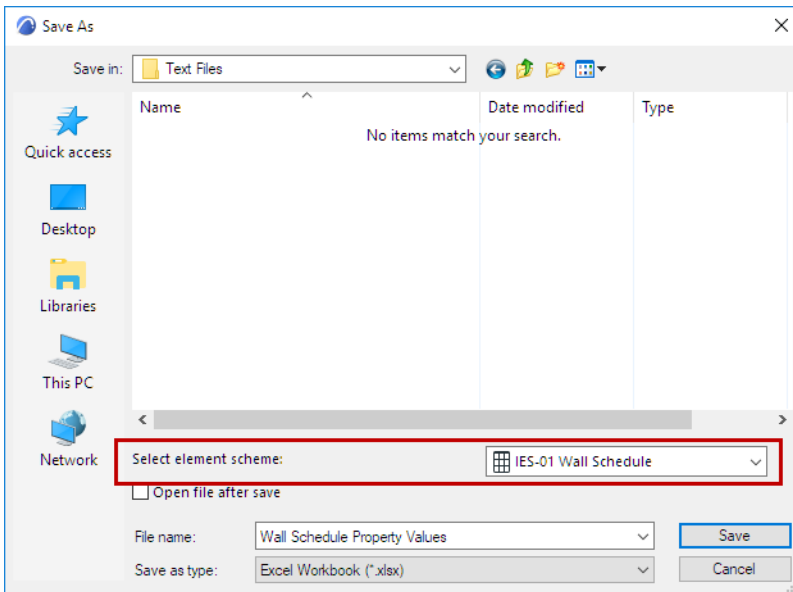 Save As
Save in:
Text Files
Name
Date modified
Type
No items match your search.
Quick access
Desktop
Libraries
This PC
Network
Select element scheme:
IES-01 Wall Schedule
Open file after save
File name:
Wall Schedule Property Values
Save
Save as type:
Excel Workbook (*.xlsx)
Cancel